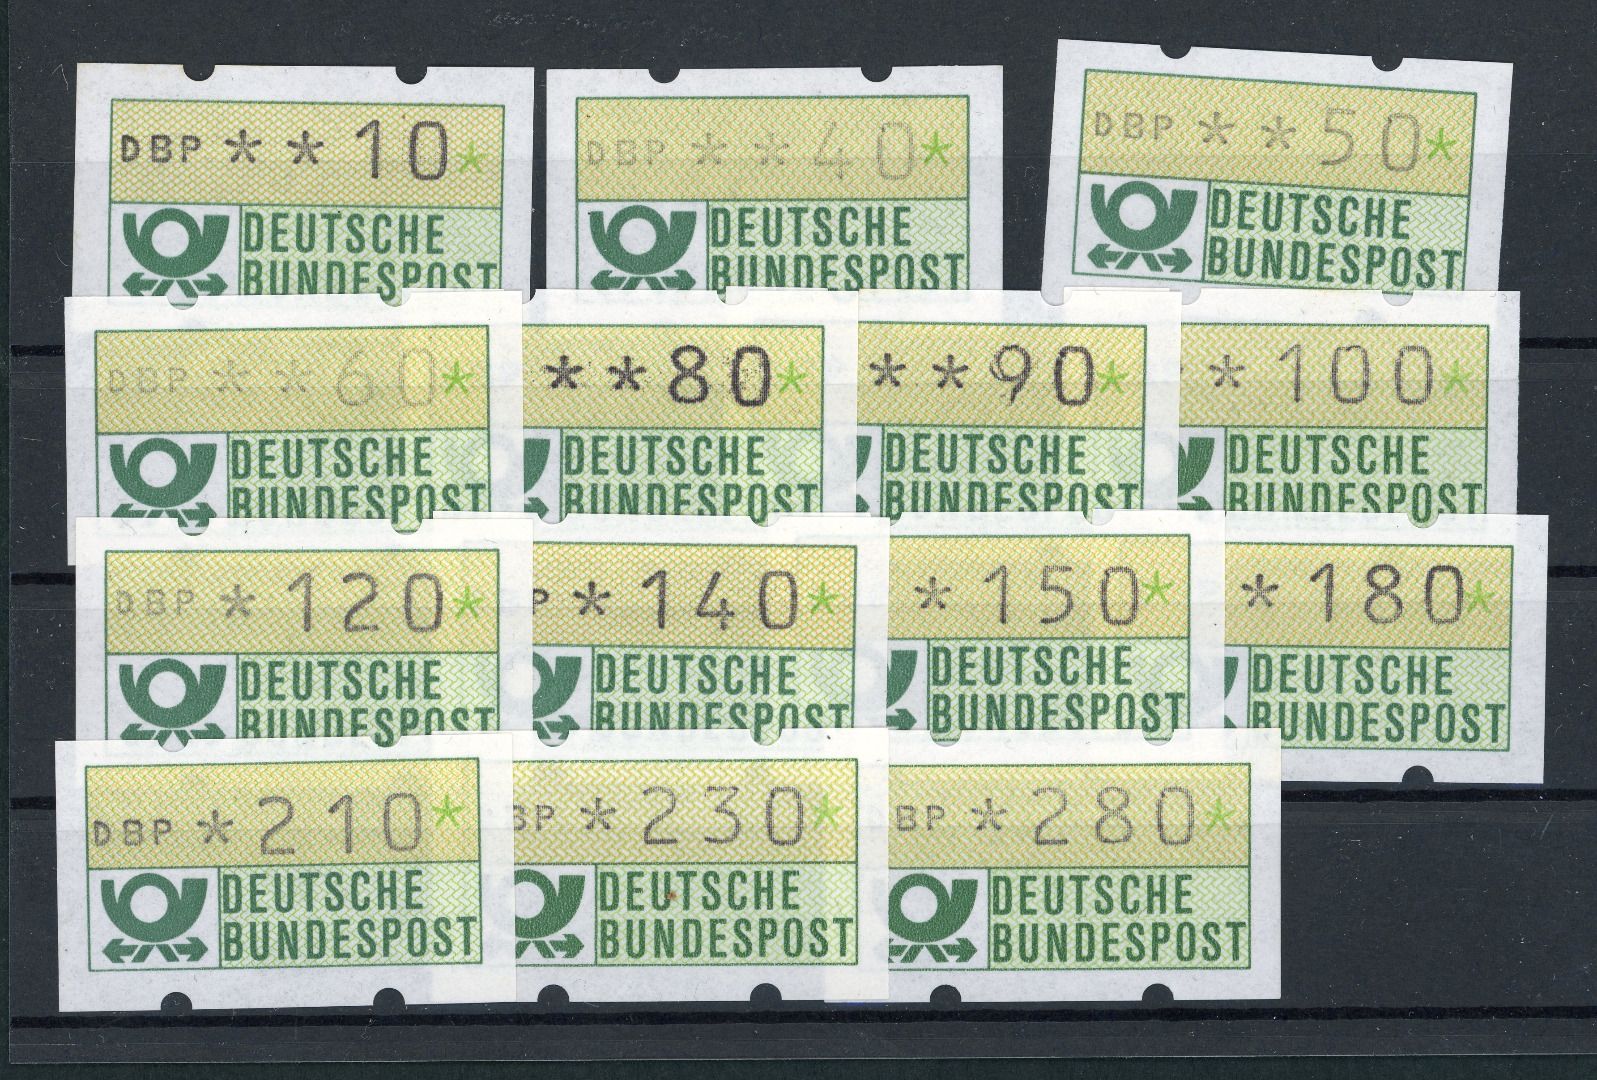 DBP **10*
DEUTSCHE
BUNDESPOST
DBP **40*
DEUTSCHE
BUNDESPOST
DBP **50*
DEUTSCHE
BUNDESPOST
DBP **60*
DEUTSCHE
BUNDESPOST
**80*
DEUTSCHE
BUNDESPOST
**90*
DEUTSCHE
BUNDESPOST
*100*
DEUTSCHE
BUNDESPOST
DBP *120*
DEUTSCHE
BUNDESPOST
P *140*
DEUTSCHE
BUNDESPOST
*150*
DEUTSCHE
BUNDESPOST
*180*
DEUTSCHE
BUNDESPOST
DBP *210*
DEUTSCHE
BUNDESPOST
BP *230*
DEUTSCHE
BUNDESPOST
BP *280*
DEUTSCHE
BUNDESPOST